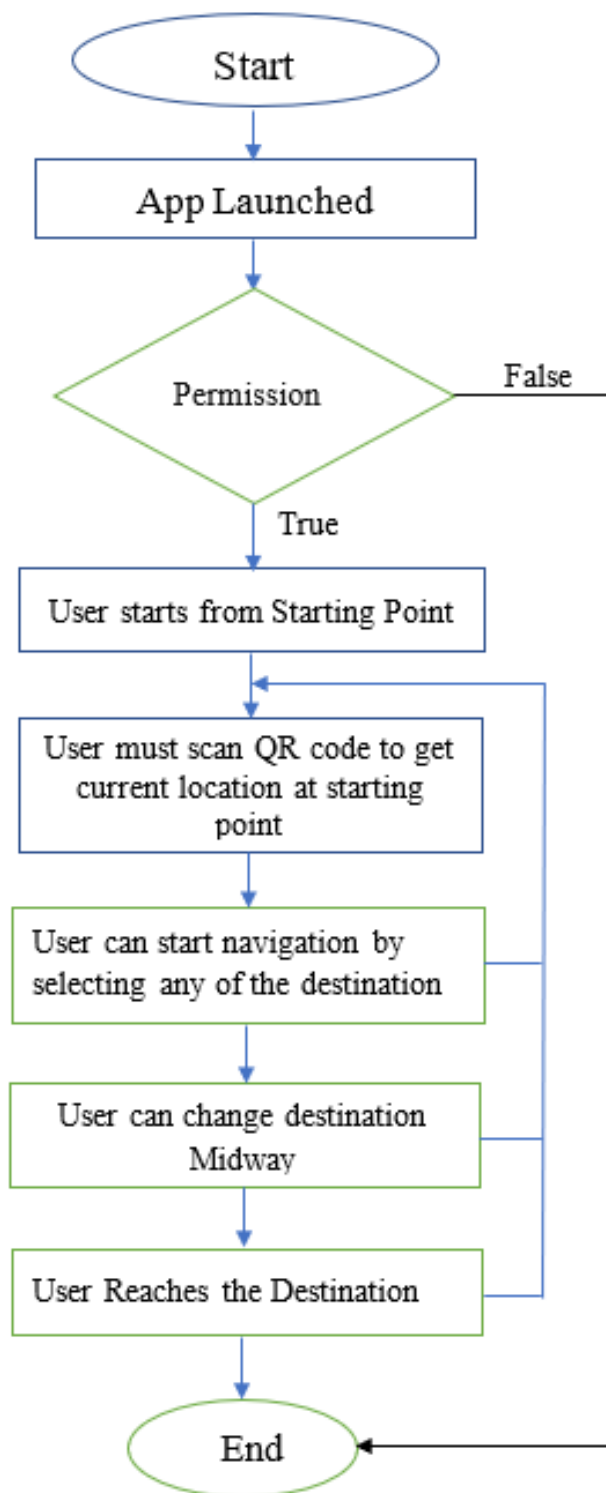 Start
App Launched
Permission
False
True
User starts from Starting Point
User must scan QR code to get
current location at starting
point
User can start navigation by
selecting any of the destination
User can change destination
Midway
User Reaches the Destination
End